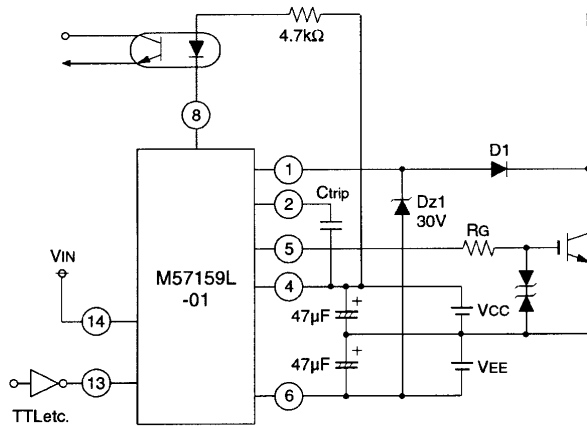 4.7kΩ
8
D1
1
Ctrip
2
Dz1
30V
RG
5
M57159L
-01
VIN
4
14
47μF
+
VCC
47μF
+
VEE
13
6
TTLetc.